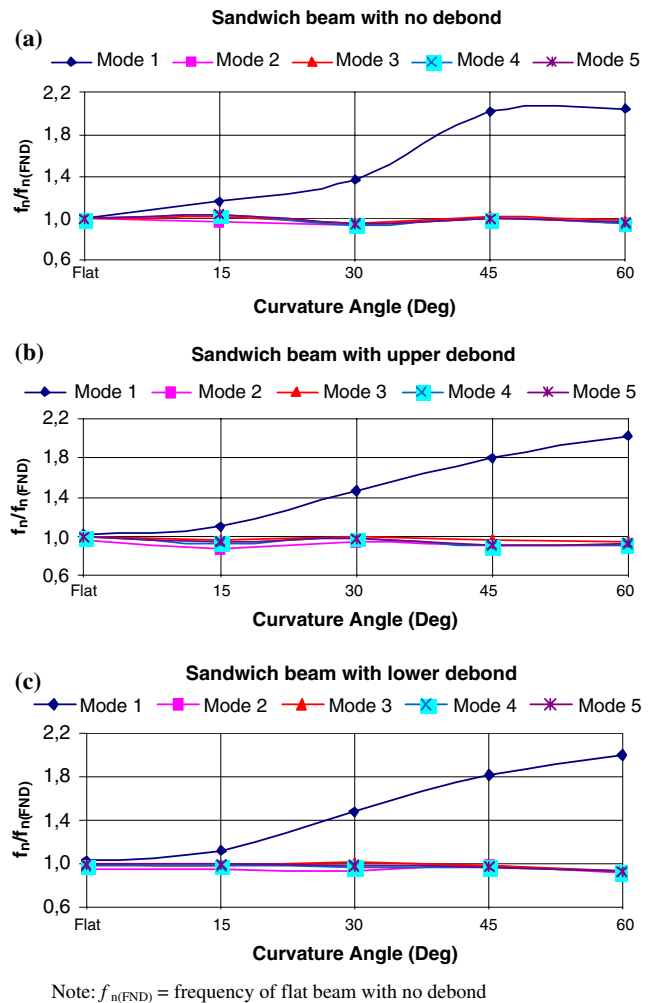 (a)
Sandwich beam with no debond
Mode 1 Mode 2 Mode 3 Mode 4 Mode 5
fn/fn(FND)
2,2
1,8
1,4
1,0
0,6
Flat 15 30 45 60
Curvature Angle (Deg)
(b)
Sandwich beam with upper debond
Mode 1 Mode 2 Mode 3 Mode 4 Mode 5
fn/fn(FND)
2,2
1,8
1,4
1,0
0,6
Flat 15 30 45 60
Curvature Angle (Deg)
(c)
Sandwich beam with lower debond
Mode 1 Mode 2 Mode 3 Mode 4 Mode 5
fn/fn(FND)
2,2
1,8
1,4
1,0
0,6
Flat 15 30 45 60
Curvature Angle (Deg)
Note: f n(FND) = frequency of flat beam with no debond